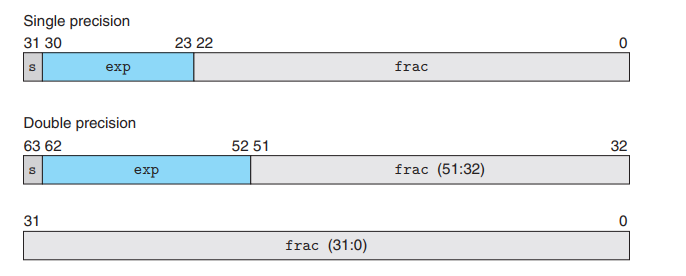 Single precision
31 30 23 22 0
s exp frac
Double precision
63 62 52 51 32
s exp frac (51:32)
31 0
frac (31:0)